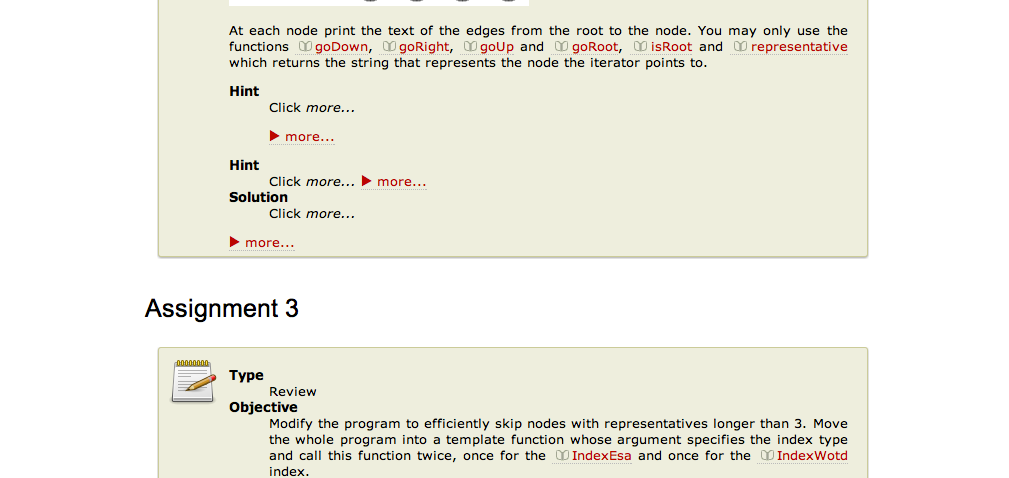 At each node print the text of the edges from the root to the node. You may only use the
functions goDown, goRight, goUp and goRoot, isRoot and representative
which returns the string that represents the node the iterator points to.
Hint
Click more...
more...
Hint
Click more... more...
Solution
Click more...
more...
Assignment 3
Type
Review
Objective
Modify the program to efficiently skip nodes with representatives longer than 3. Move
the whole program into a template function whose argument specifies the index type
and call this function twice, once for the IndexEsa and once for the IndexWotd
index.